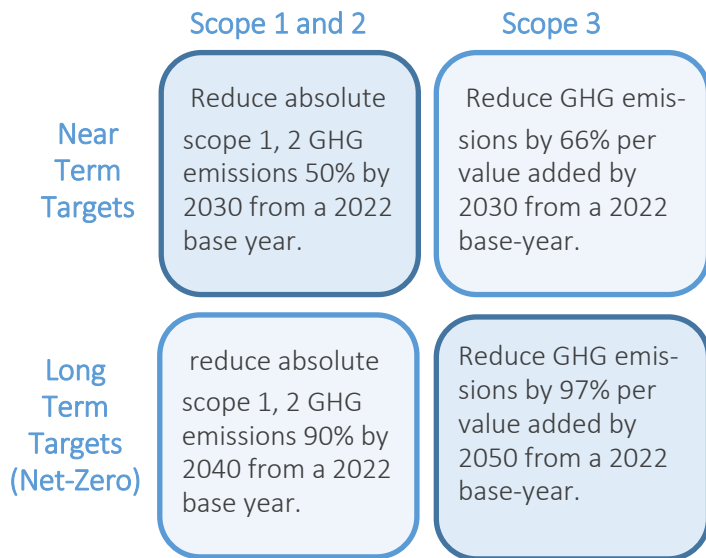 Scope 1 and 2
Scope 3
Near
Term
Targets
Reduce absolute
scope 1, 2 GHG
emissions 50% by
2030 from a 2022
base year.
Reduce GHG emis-
sions by 66% per
value added by
2030 from a 2022
base-year.
Long
Term
Targets
(Net-Zero)
reduce absolute
scope 1, 2 GHG
emissions 90% by
2040 from a 2022
base year.
Reduce GHG emis-
sions by 97% per
value added by
2050 from a 2022
base-year.